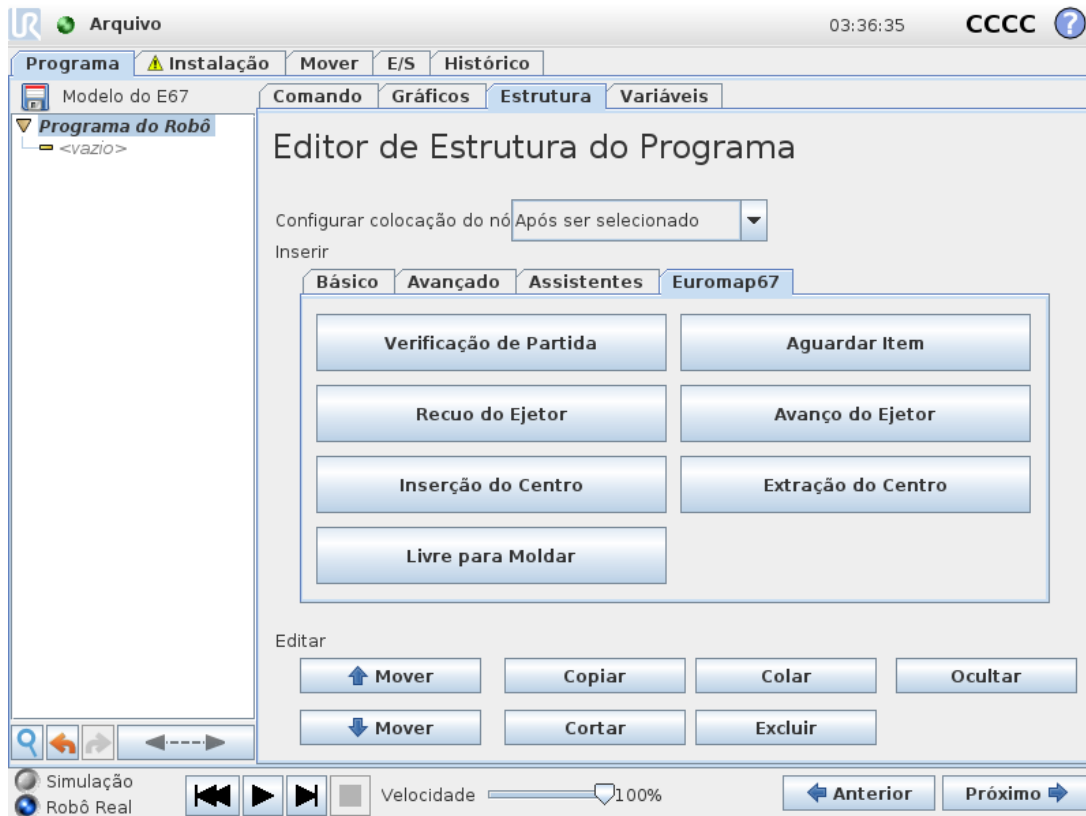 UR Arquivo 03:36:35 CCCC ?
Programa Instalação Mover E/S Histórico
Modelo do E67
Comando Gráficos Estrutura Variáveis
Programa do Robô
<vazio>
Editor de Estrutura do Programa
Configurar colocação do nó Após ser selecionado
Inserir
Básico Avançado Assistentes Euromap67
Verificação de Partida Aguardar Item
Recuo do Ejetor Avanço do Ejetor
Inserção do Centro Extração do Centro
Livre para Moldar
Editar
Mover Copiar Colar Ocultar
Mover Cortar Excluir
Simulação
Robô Real
Velocidade 100%
Anterior Próximo